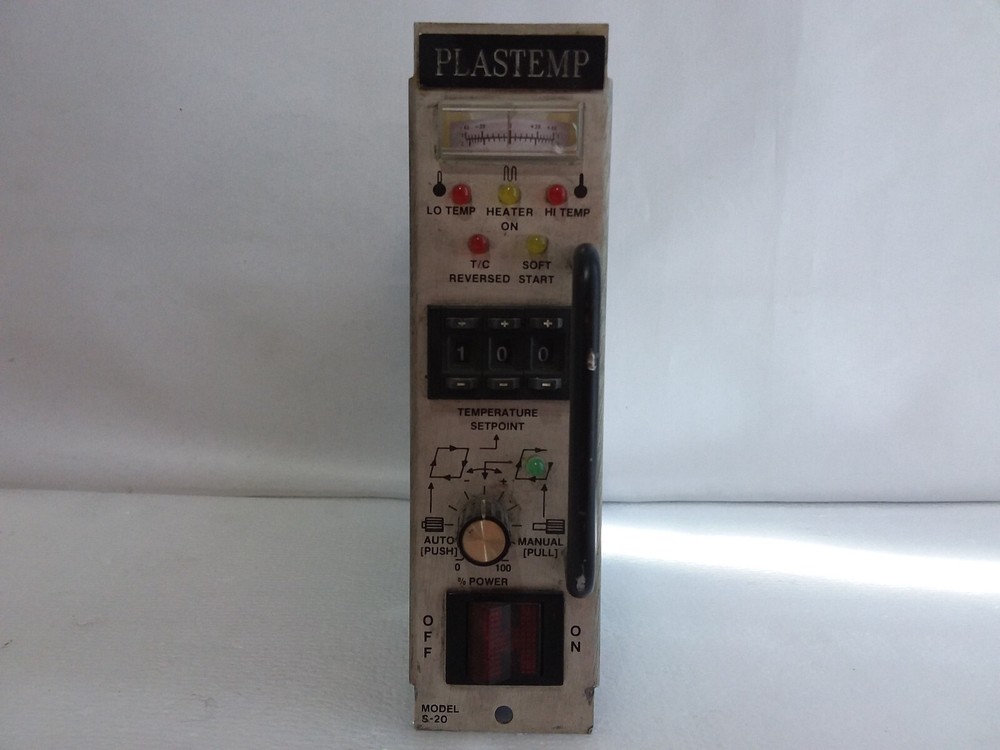 PLASTEMP
LO TEMP HEATER ON HI TEMP
T/C REVERSED SOFT START
+ + +
1 0 0
- - -
TEMPERATURE
SETPOINT
- +
AUTO [PUSH] MANUAL [PULL]
0 100
% POWER
OFF ON
MODEL
S-20